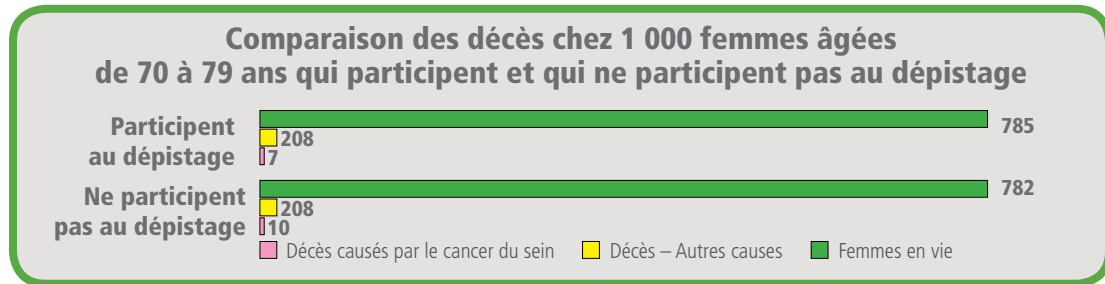 Comparaison des décès chez 1 000 femmes âgées
de 70 à 79 ans qui participent et qui ne participent pas au dépistage
Participent
au dépistage
785
208
7
Ne participent
pas au dépistage
782
208
10
Décès causés par le cancer du sein
Décès – Autres causes
Femmes en vie